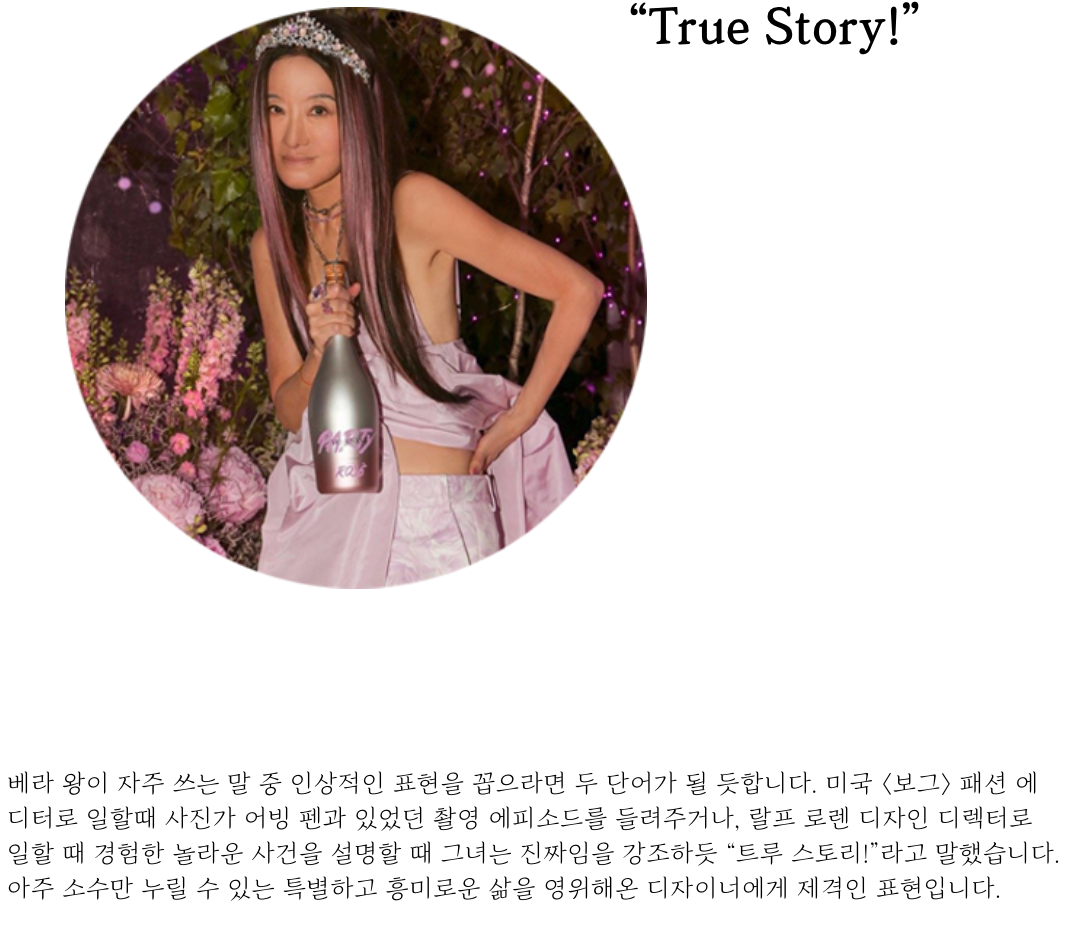 “True Story!”
PARTY
ROSÉ
베라 왕이 자주 쓰는 말 중 인상적인 표현을 꼽으라면 두 단어가 될 듯합니다. 미국 〈보그〉 패션 에
디터로 일할때 사진가 어빙 펜과 있었던 촬영 에피소드를 들려주거나, 랄프 로렌 디자인 디렉터로
일할 때 경험한 놀라운 사건을 설명할 때 그녀는 진짜임을 강조하듯 “트루 스토리!”라고 말했습니다.
아주 소수만 누릴 수 있는 특별하고 흥미로운 삶을 영위해온 디자이너에게 제격인 표현입니다.